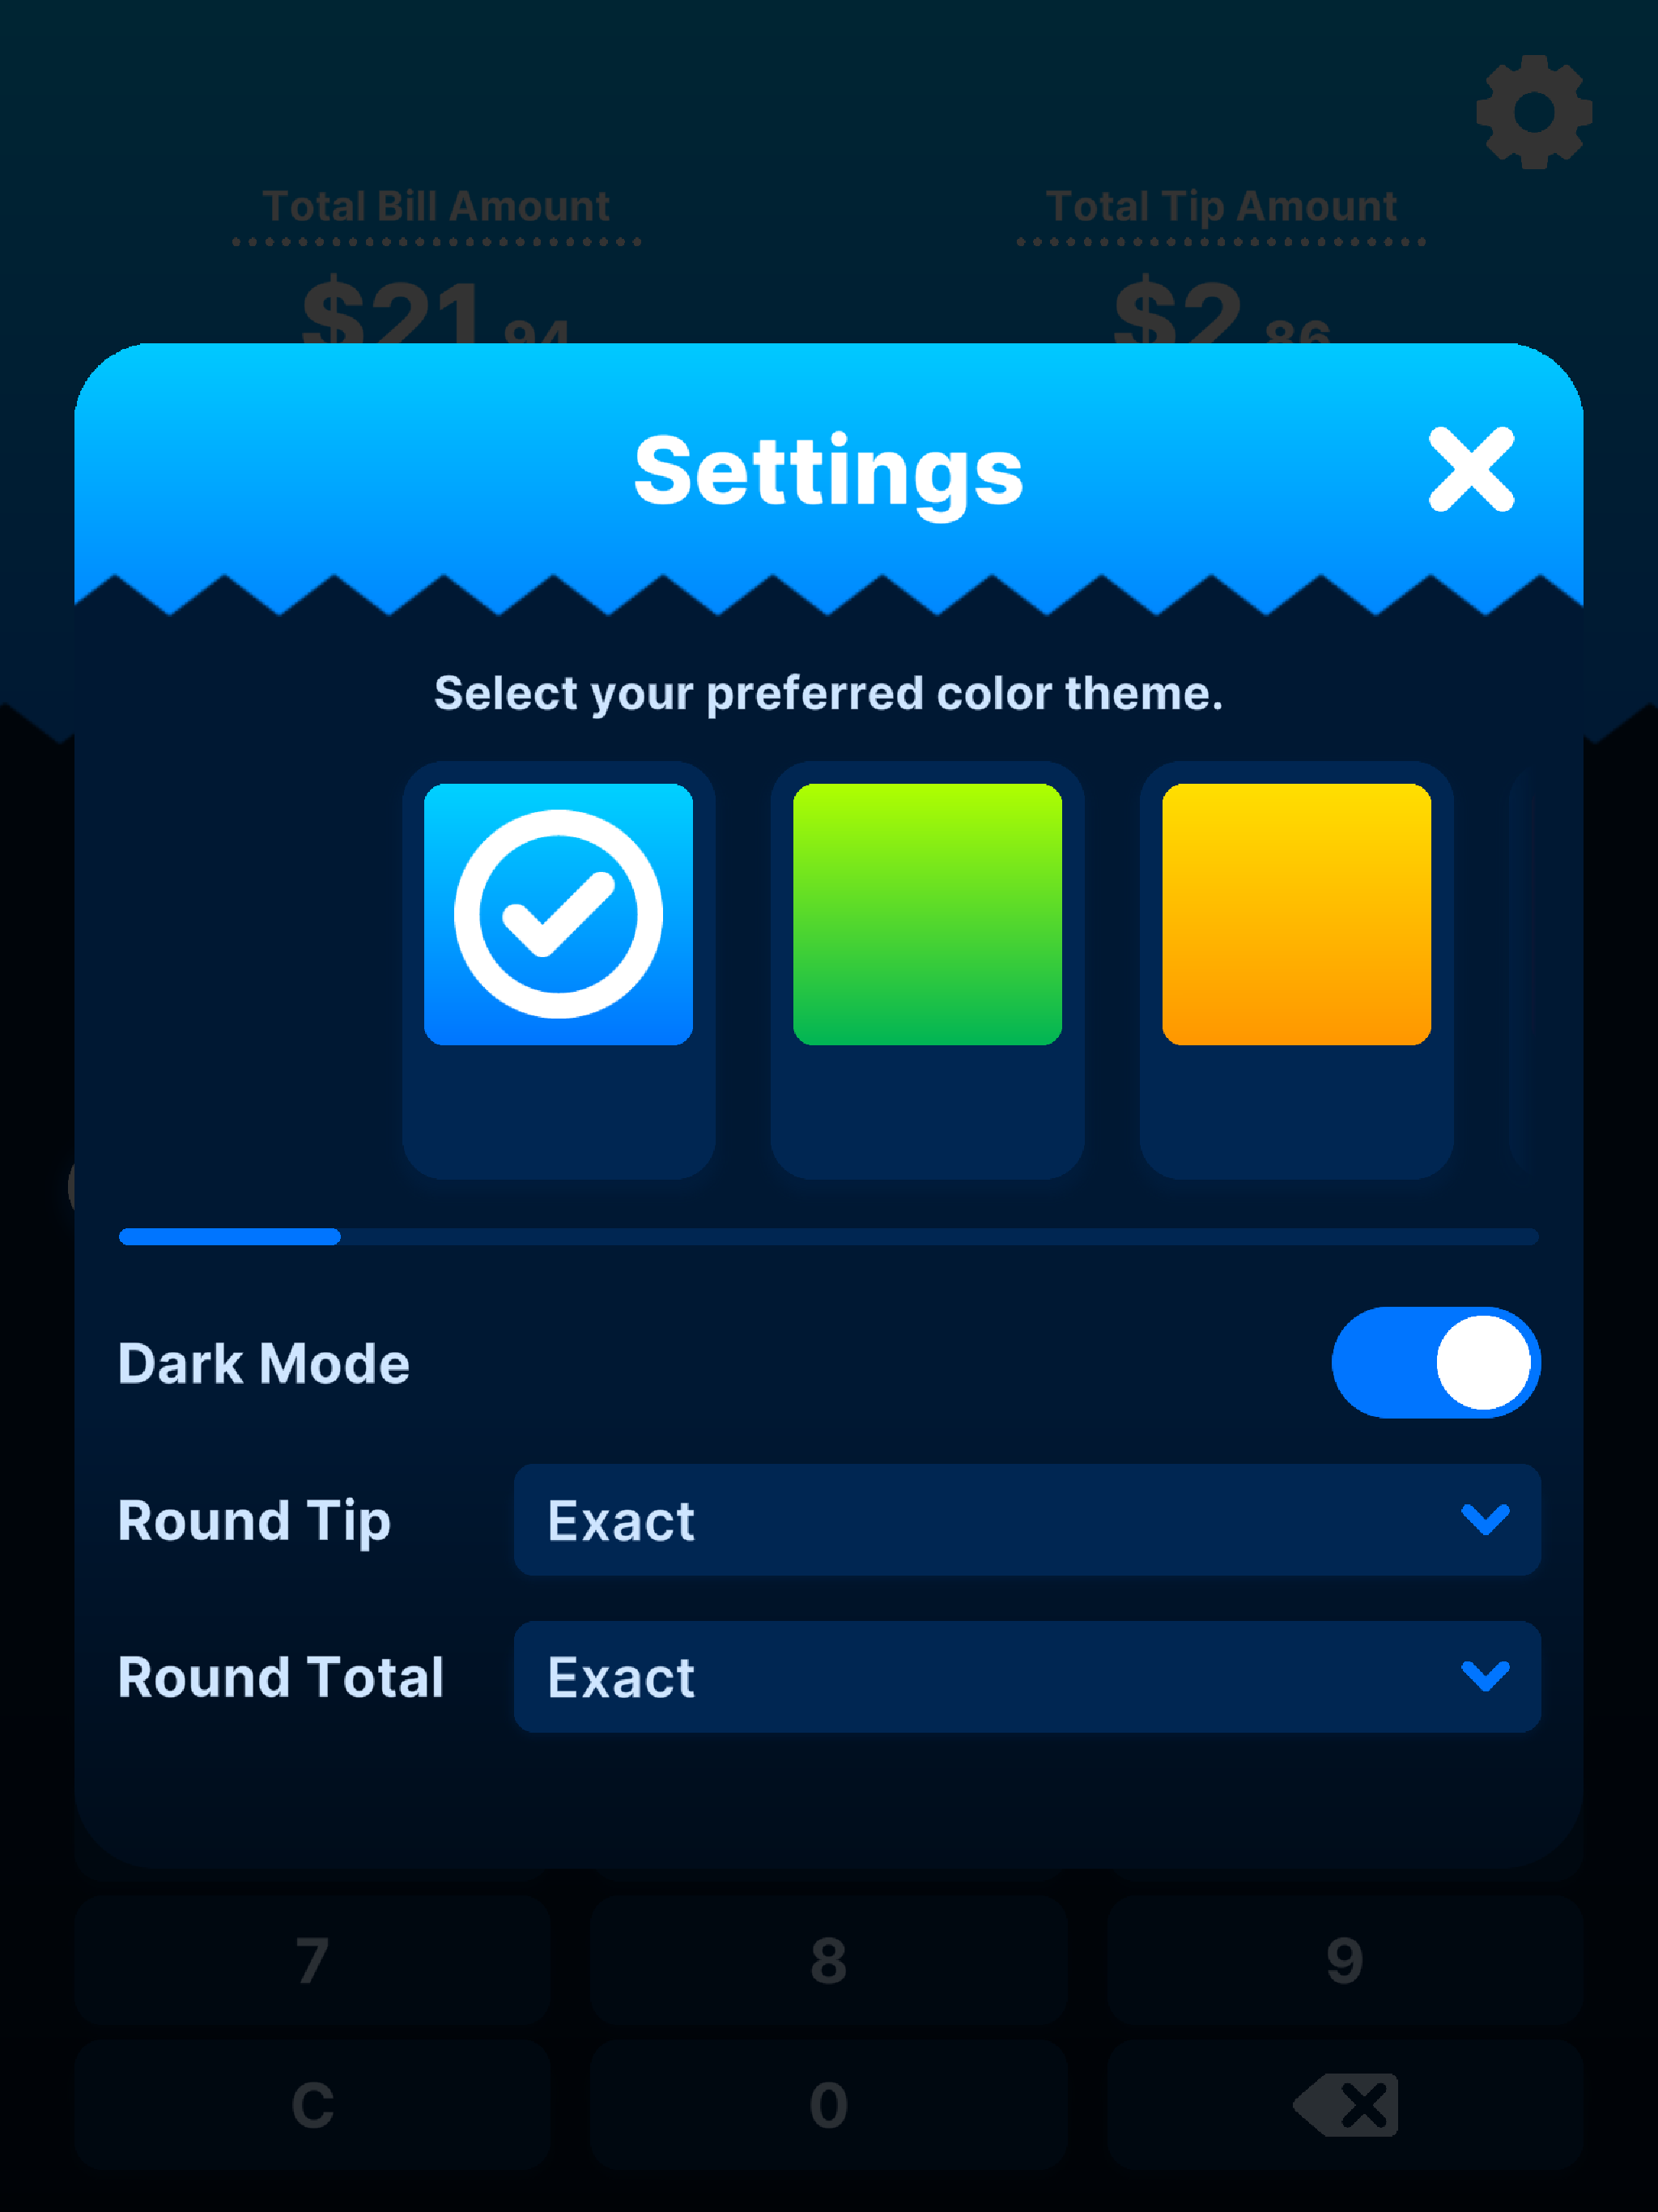 Total Bill Amount
Total Tip Amount
$21.94
$2.86
Settings
Select your preferred color theme.
Dark Mode
Round Tip
Exact
Round Total
Exact
7
8
9
C
0